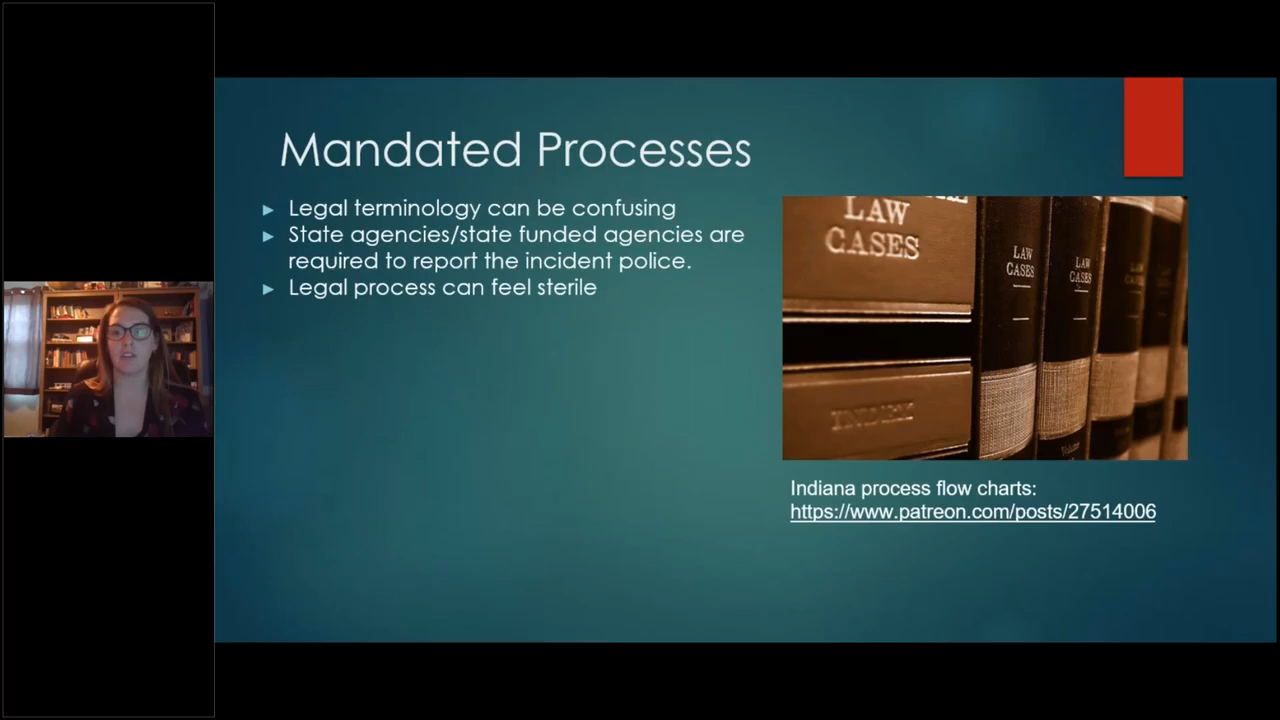 Mandated Processes
Legal terminology can be confusing
State agencies/state funded agencies are
required to report the incident police.
Legal process can feel sterile
LAW
CASES
LAW
CASES
LAW
CASES
INDEX
Indiana process flow charts:
https://www.patreon.com/posts/27514006